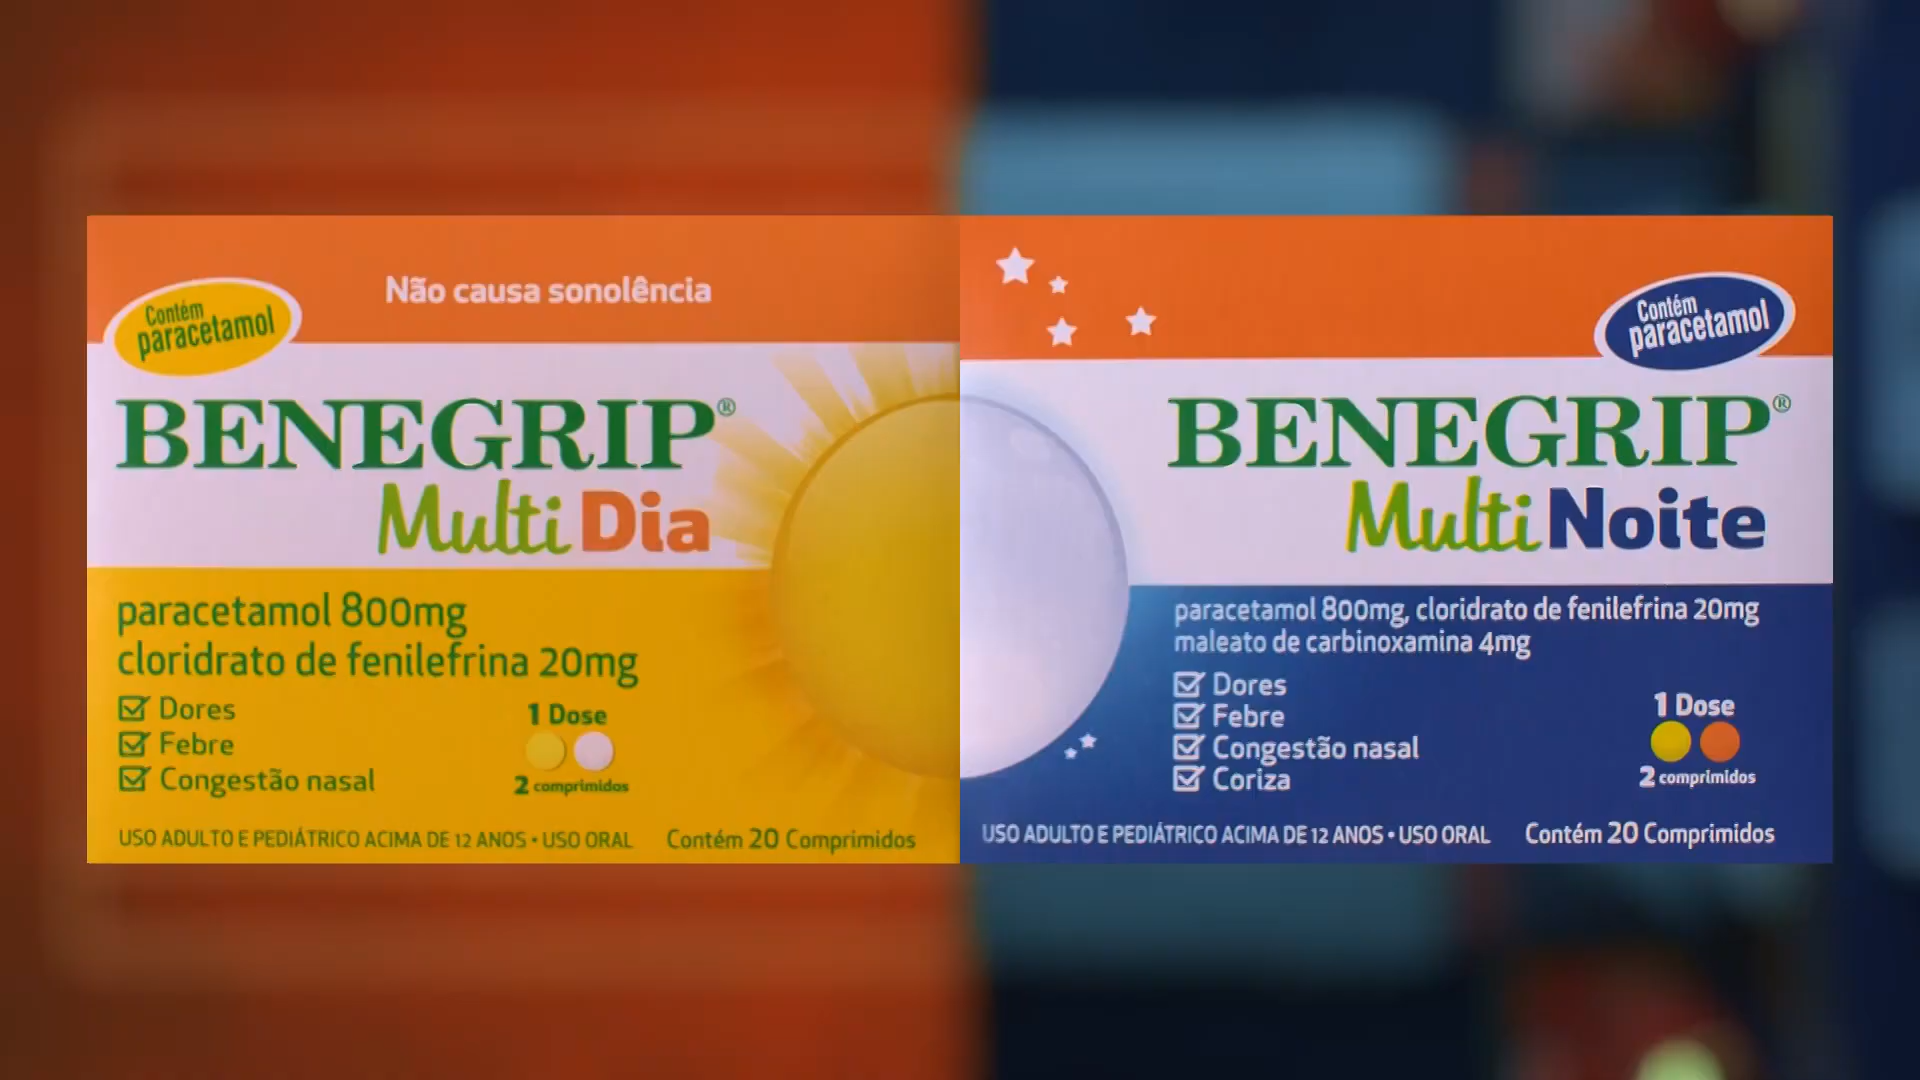 Não causa sonolência
Contém
paracetamol
BENEGRIP®
Multi Dia
paracetamol 800mg
cloridrato de fenilefrina 20mg
Dores
Febre
Congestão nasal
1 Dose
2 comprimidos
USO ADULTO E PEDIÁTRICO ACIMA DE 12 ANOS • USO ORAL
Contém 20 Comprimidos
Contém
paracetamol
BENEGRIP®
Multi Noite
paracetamol 800mg, cloridrato de fenilefrina 20mg
maleato de carbinoxamina 4mg
Dores
Febre
Congestão nasal
Coriza
1 Dose
2 comprimidos
USO ADULTO E PEDIÁTRICO ACIMA DE 12 ANOS • USO ORAL
Contém 20 Comprimidos